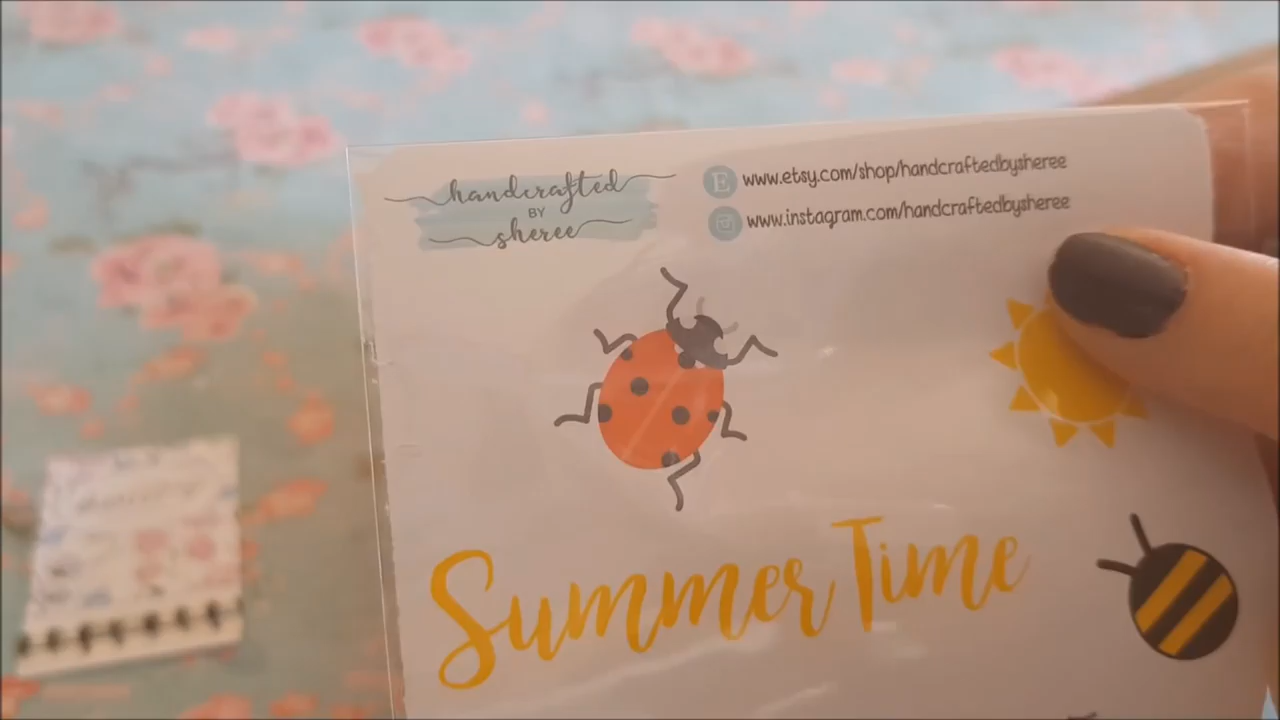 handcrafted
BY
sheree
E www.etsy.com/shop/handcraftedbysheree
www.instagram.com/handcraftedbysheree
Summer Time